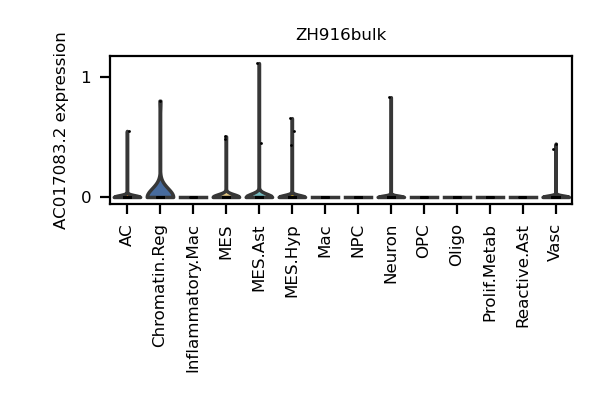 ZH916bulk
AC017083.2 expression
1
0
AC
Chromatin.Reg
Inflammatory.Mac
MES
MES.Ast
MES.Hyp
Mac
NPC
Neuron
OPC
Oligo
Prolif.Metab
Reactive.Ast
Vasc